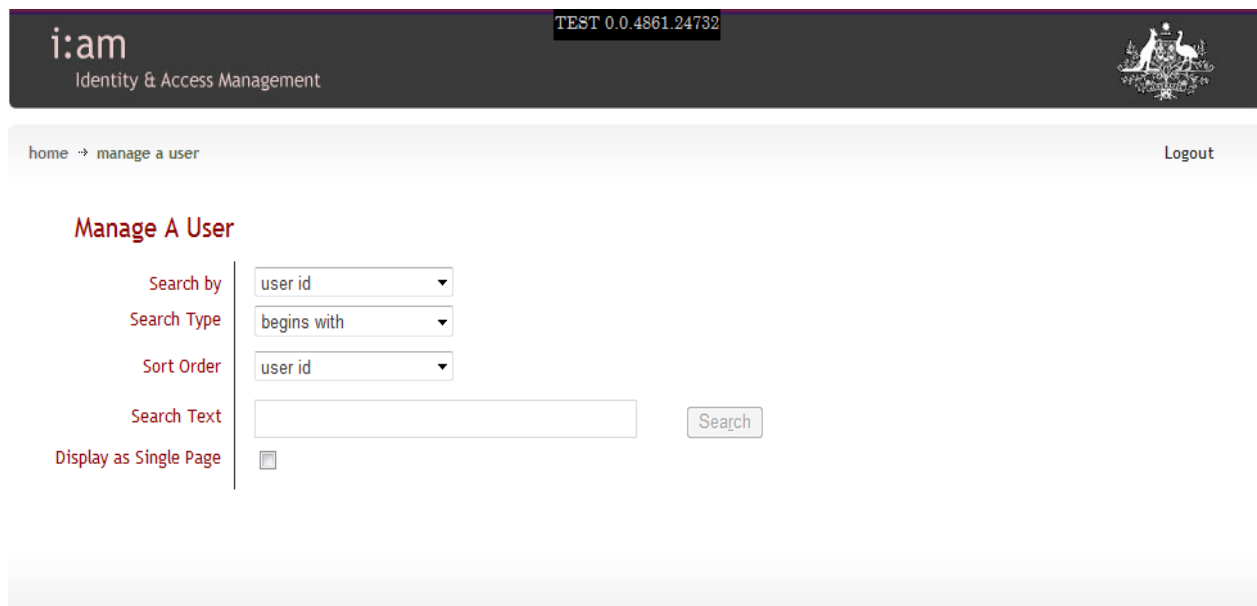 TEST 0.0.4861.24732
i:am
Identity & Access Management
home ⇢ manage a user
Logout
Manage A User
Search by
user id
Search Type
begins with
Sort Order
user id
Search Text
Search
Display as Single Page